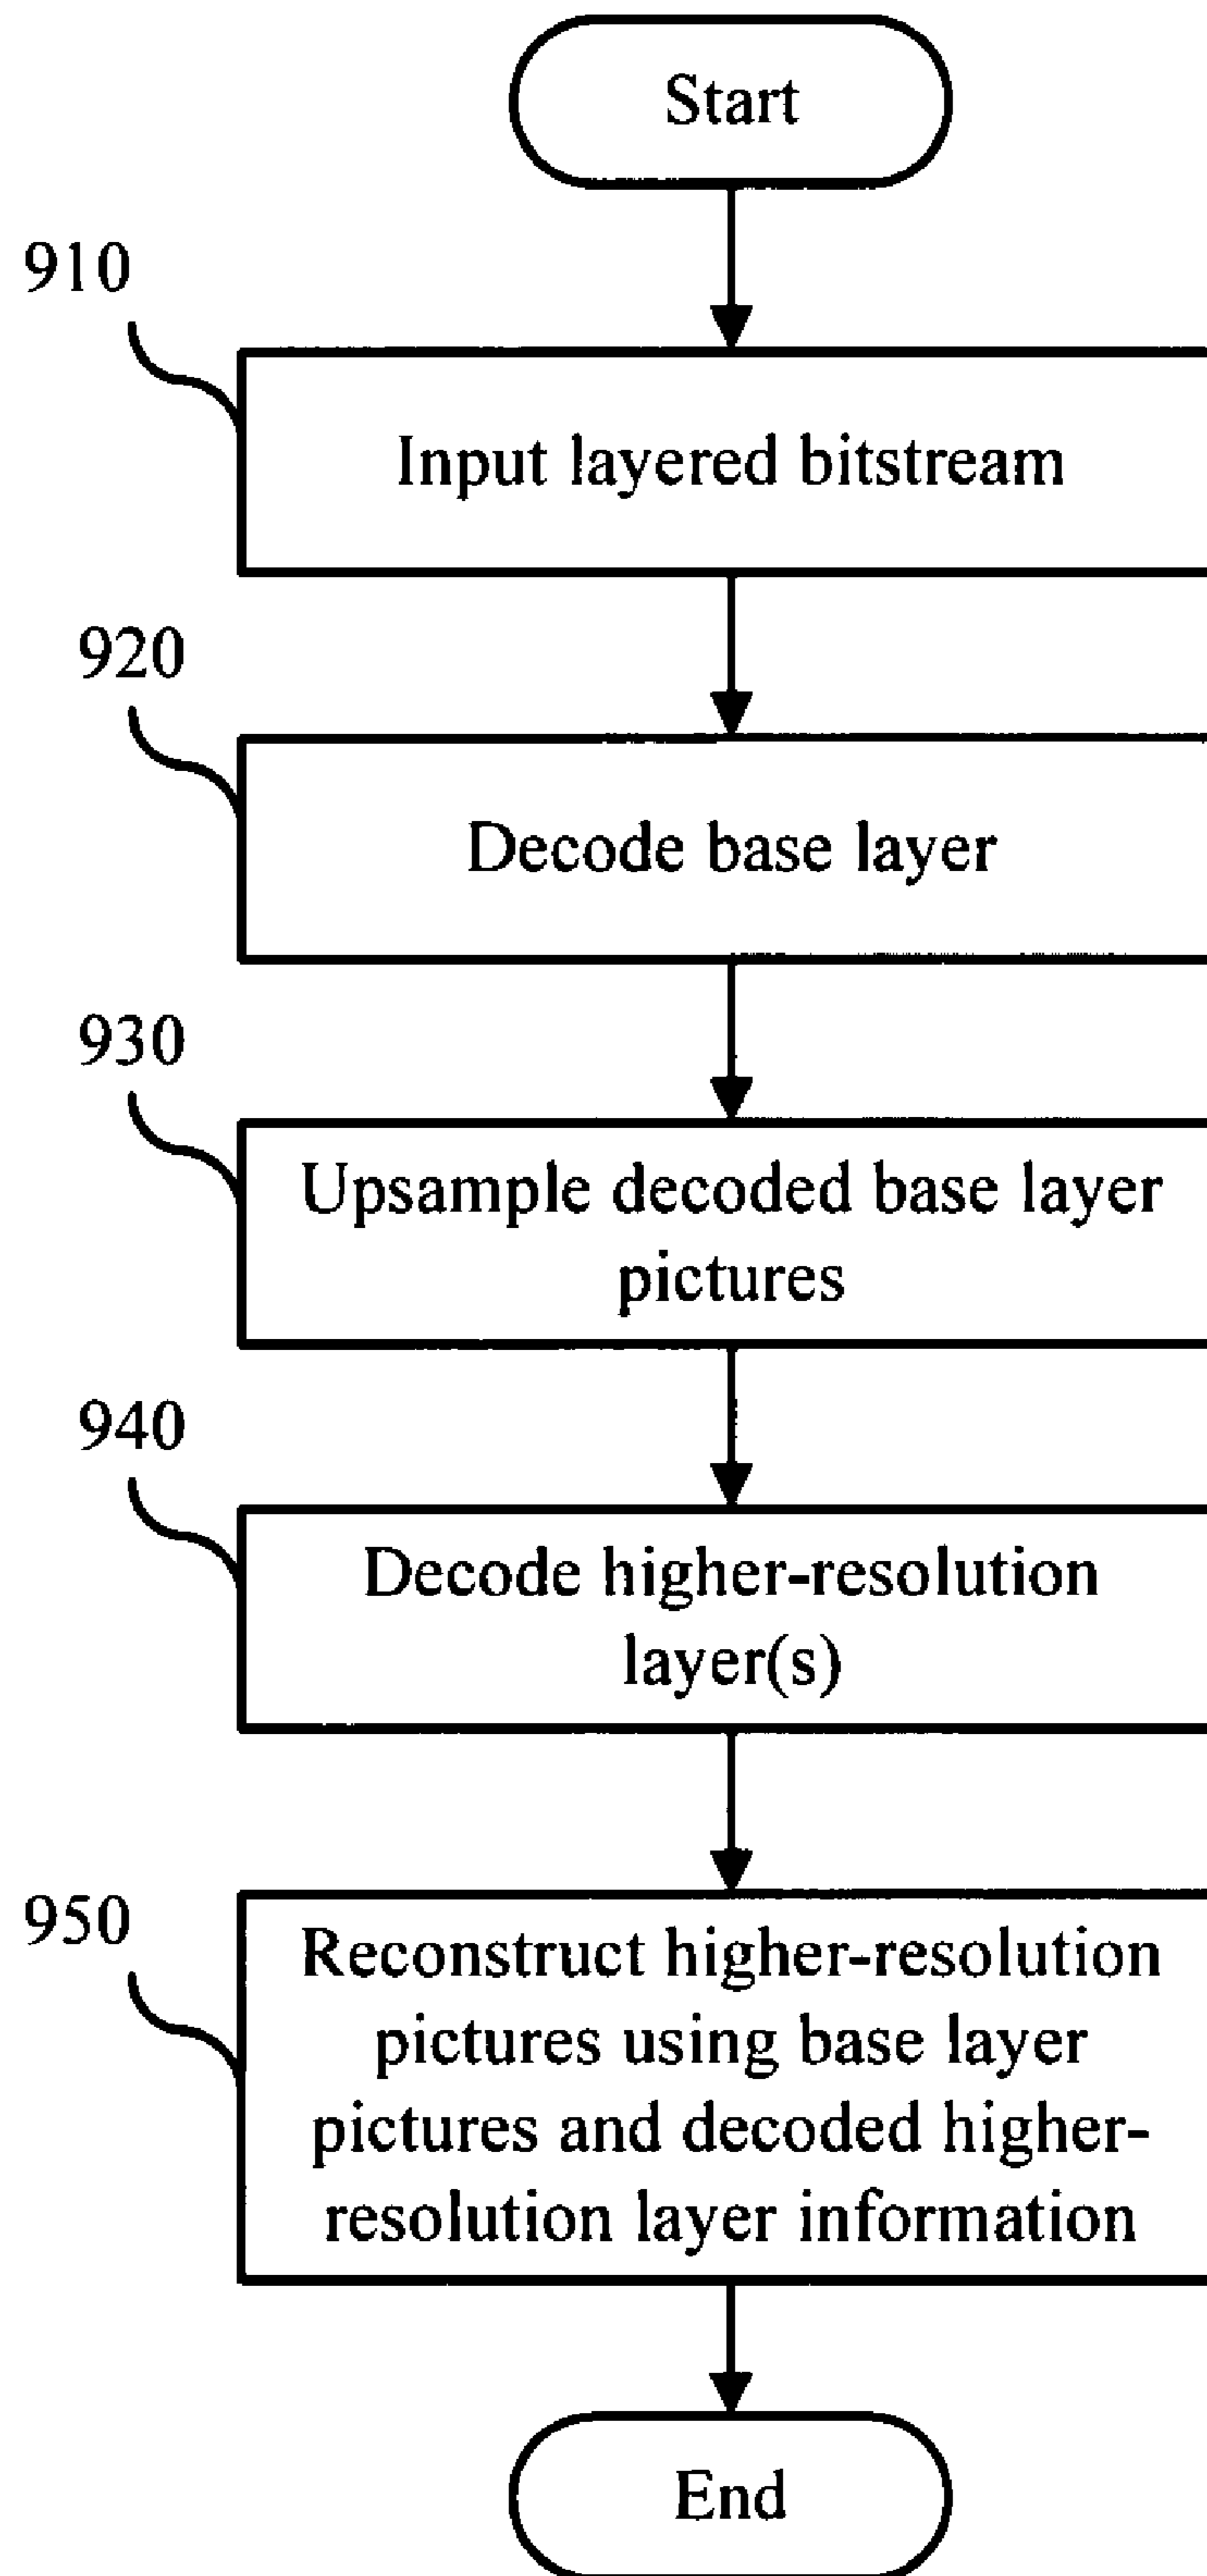 Start
910
Input layered bitstream
920
Decode base layer
930
Upsample decoded base layer
pictures
940
Decode higher-resolution
layer(s)
950
Reconstruct higher-resolution
pictures using base layer
pictures and decoded higher-
resolution layer information
End